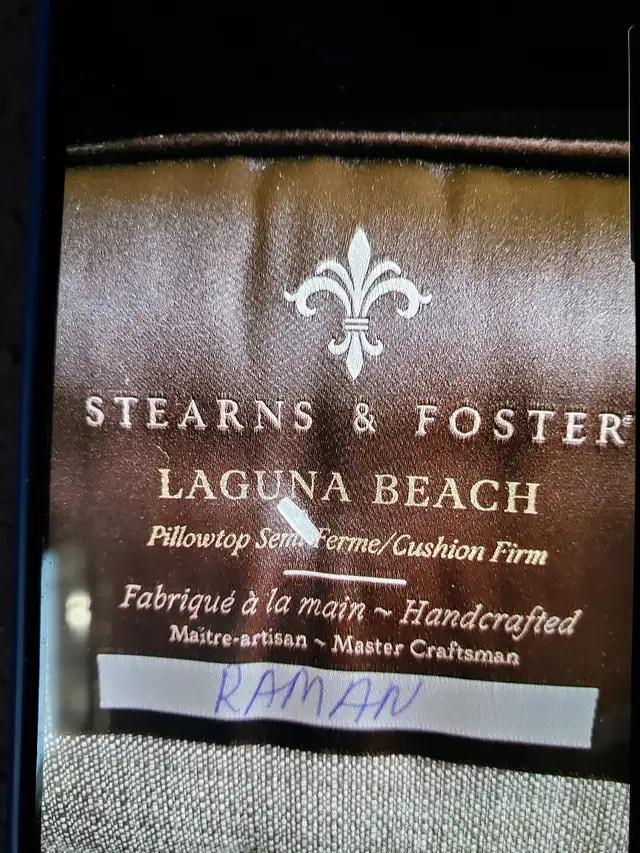 STEARNS & FOSTER®
LAGUNA BEACH
Pillowtop Semi Ferme/Cushion Firm
Fabriqué à la main ~ Handcrafted
Maître-artisan ~ Master Craftsman
RAMAN